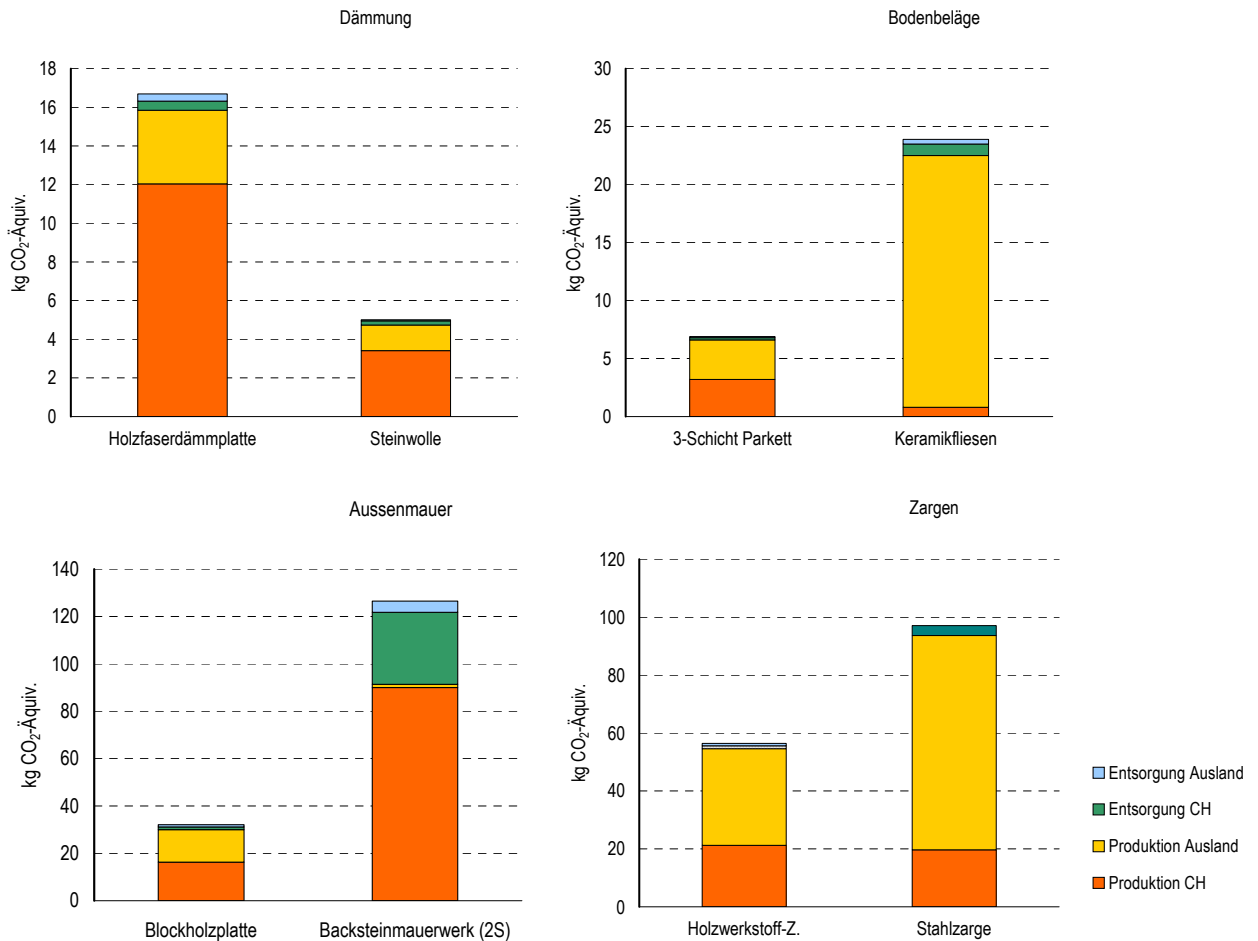 Dämmung
18
16
14
12
10
8
6
4
2
0
kg CO₂-Äquiv.
Holzfaserdämmplatte Steinwolle
Bodenbeläge
30
25
20
15
10
5
0
kg CO₂-Äquiv.
3-Schicht Parkett Keramikfliesen
Aussenmauer
140
120
100
80
60
40
20
0
kg CO₂-Äquiv.
Blockholzplatte Backsteinmauerwerk (2S)
Zargen
120
100
80
60
40
20
0
kg CO₂-Äquiv.
Holzwerkstoff-Z. Stahlzarge
Entsorgung Ausland
Entsorgung CH
Produktion Ausland
Produktion CH